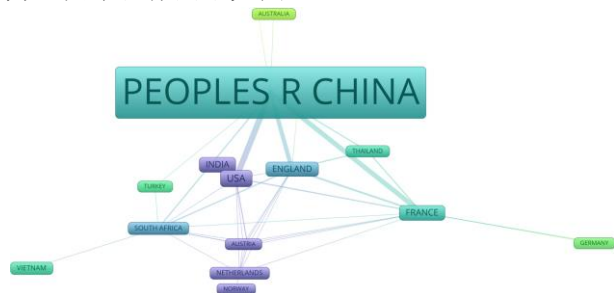 AUSTRALIA
PEOPLES R CHINA
THAILAND
INDIA
ENGLAND
USA
TURKEY
FRANCE
SOUTH AFRICA
GERMANY
AUSTRIA
VIETNAM
NETHERLANDS
NORWAY